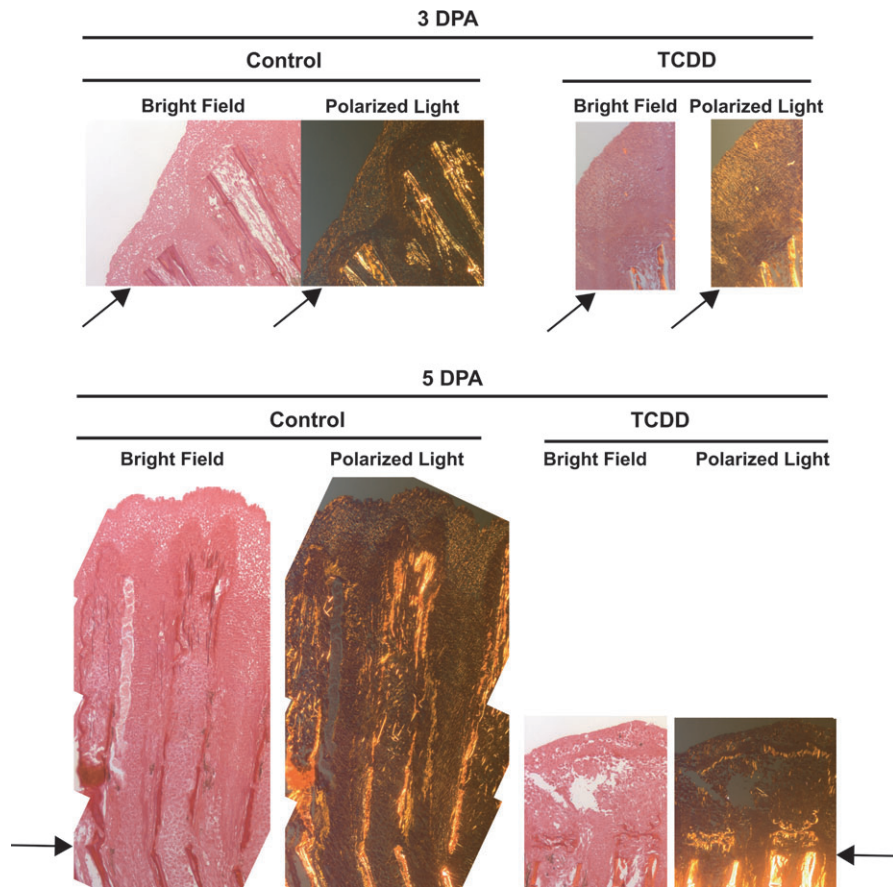 3 DPA
Control TCDD
Bright Field Polarized Light Bright Field Polarized Light
5 DPA
Control TCDD
Bright Field Polarized Light Bright Field Polarized Light